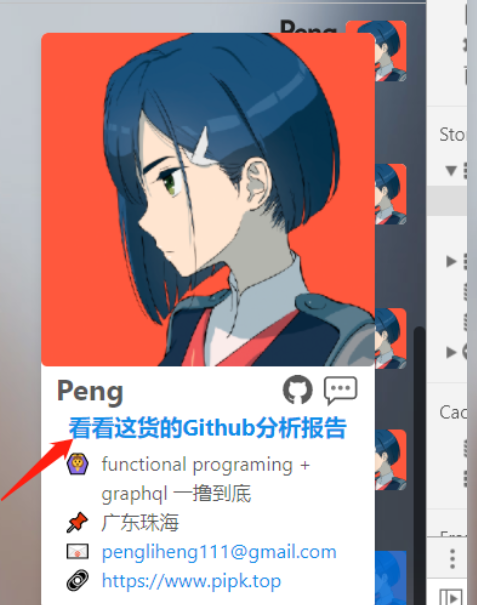 Peng
Peng
看看这货的Github分析报告
functional programing +
graphql 一撸到底
广东珠海
pengliheng111@gmail.com
https://www.pipk.top
Sto
Cac